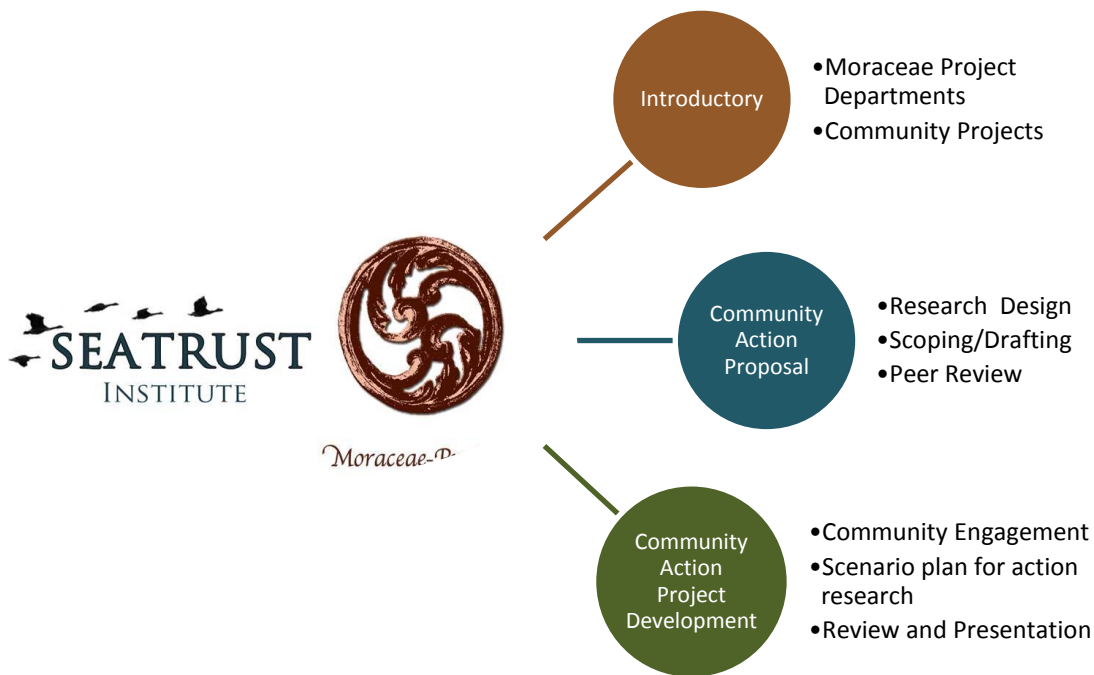 SEATRUST
INSTITUTE
Moraceae-
Introductory
•Moraceae Project
Departments
•Community Projects
Community
Action
Proposal
•Research Design
•Scoping/Drafting
•Peer Review
Community
Action
Project
Development
•Community Engagement
•Scenario plan for action
research
•Review and Presentation